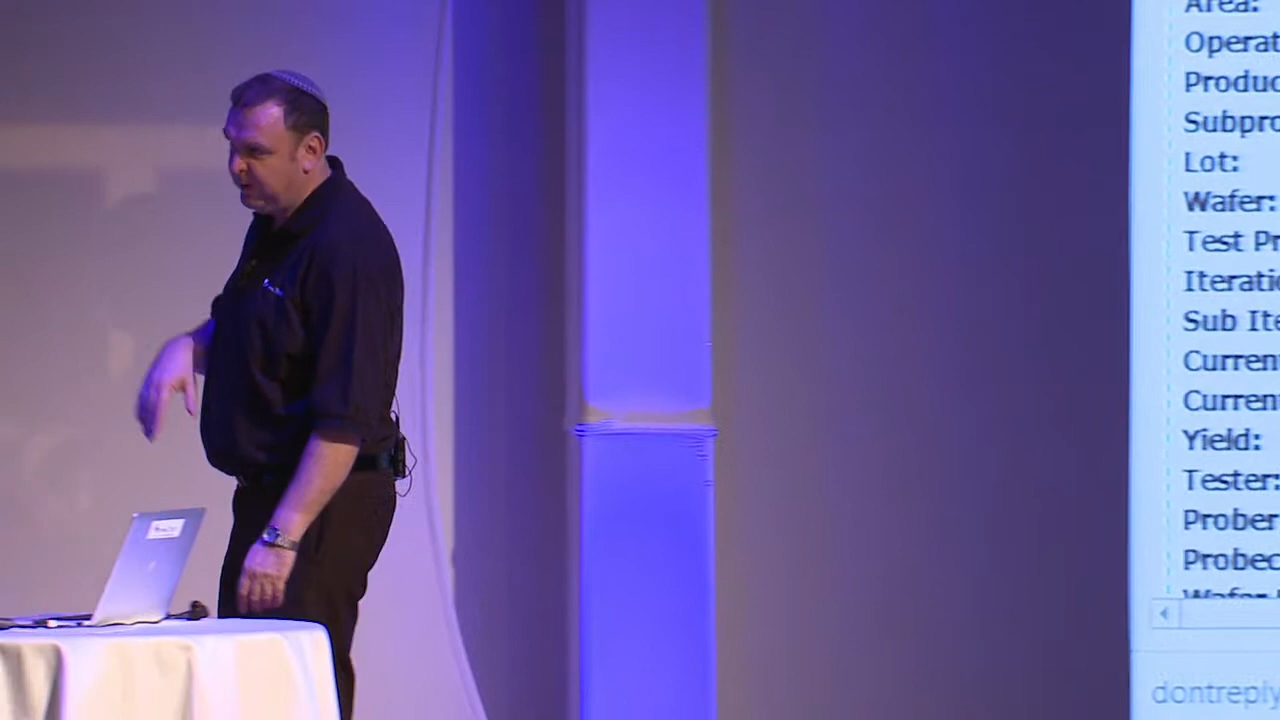 Area:
Operat
Produc
Subpro
Lot:
Wafer:
Test Pr
Iteratio
Sub Ite
Current
Current
Yield:
Tester:
Prober
Probec
dontreply